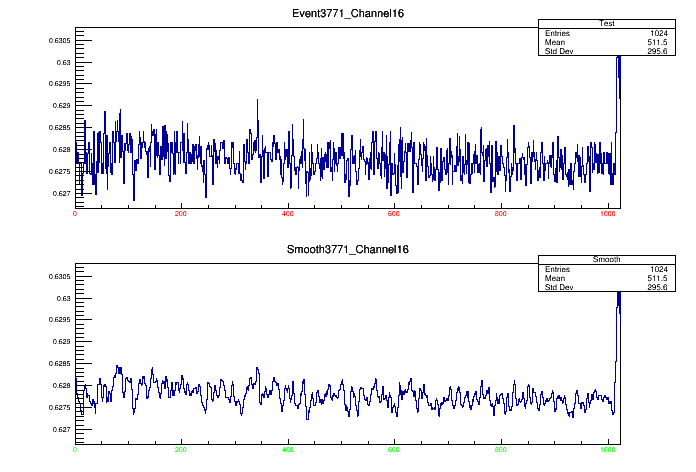 Event3771_Channel16
Test
Entries 1024
Mean 511.5
Std Dev 295.6
0.6305
0.63
0.6295
0.629
0.6285
0.628
0.6275
0.627
0 200 400 600 800 1000
Smooth3771_Channel16
Smooth
Entries 1024
Mean 511.5
Std Dev 295.6
0.6305
0.63
0.6295
0.629
0.6285
0.628
0.6275
0.627
0 200 400 600 800 1000